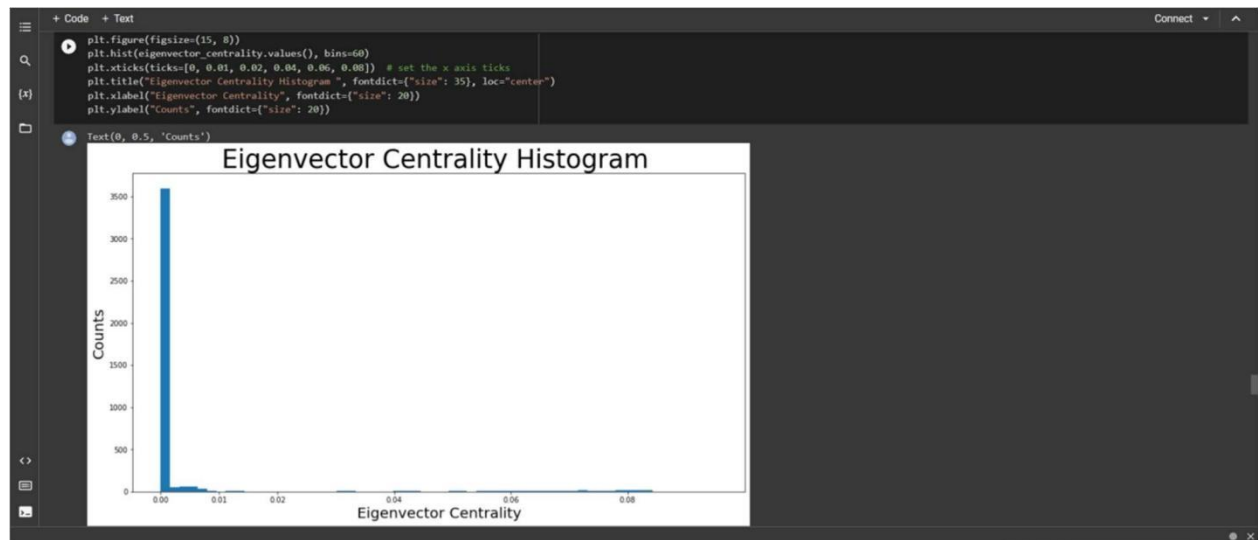 + Code + Text
Connect
plt.figure(figsize=(15, 8))
plt.hist(eigenvector_centrality.values(), bins=60)
plt.xticks(ticks=[0, 0.01, 0.02, 0.04, 0.06, 0.08])  # set the x axis ticks
plt.title("Eigenvector Centrality Histogram ", fontdict={"size": 35}, loc="center")
plt.xlabel("Eigenvector Centrality", fontdict={"size": 20})
plt.ylabel("Counts", fontdict={"size": 20})
{x}
Text(0, 0.5, 'Counts')
Eigenvector Centrality Histogram
3500
3000
2500
2000
1500
1000
500
0
Counts
0.00 0.01 0.02 0.04 0.06 0.08
Eigenvector Centrality